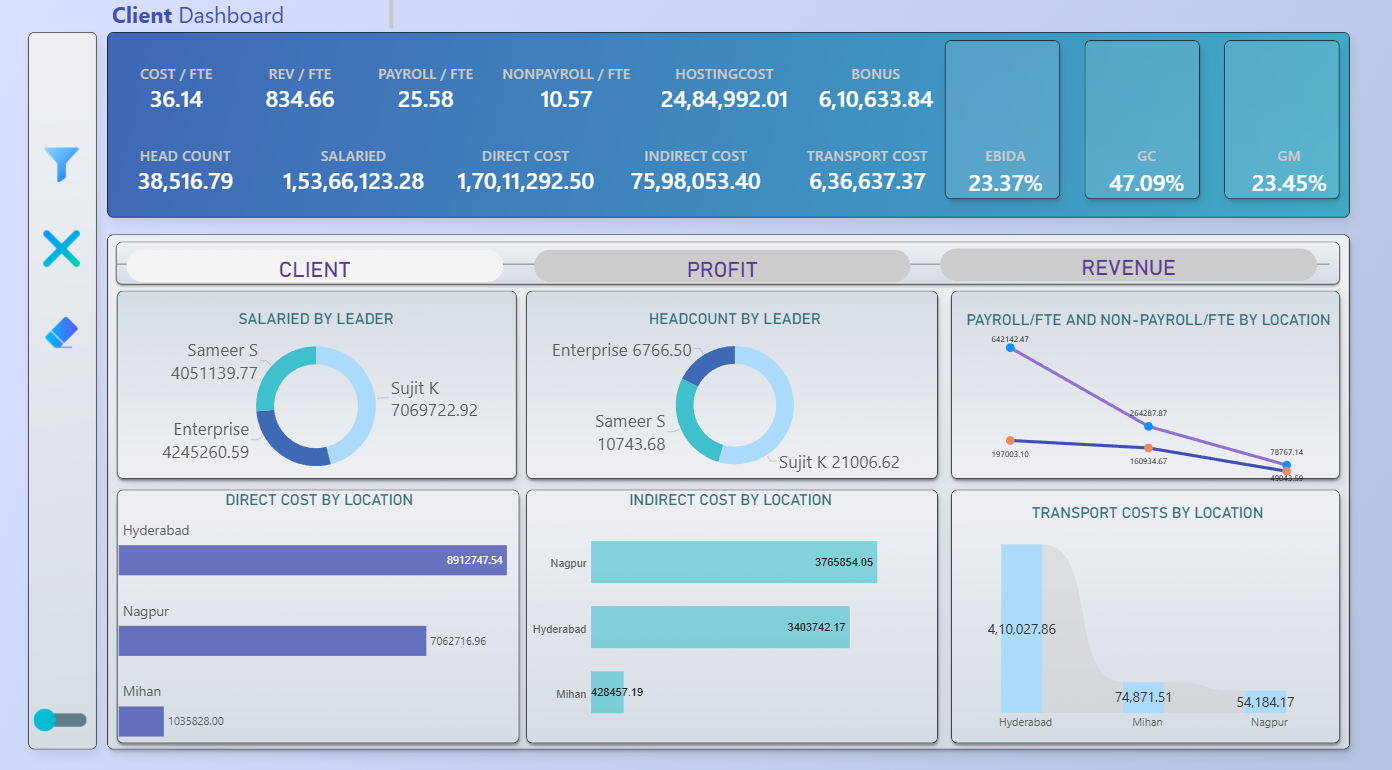 Client Dashboard
COST / FTE
36.14
REV / FTE
834.66
PAYROLL / FTE
25.58
NONPAYROLL / FTE
10.57
HOSTINGCOST
24,84,992.01
BONUS
6,10,633.84
HEAD COUNT
38,516.79
SALARIED
1,53,66,123.28
DIRECT COST
1,70,11,292.50
INDIRECT COST
75,98,053.40
TRANSPORT COST
6,36,637.37
EBIDA
23.37%
GC
47.09%
GM
23.45%
CLIENT
PROFIT
REVENUE
SALARIED BY LEADER
Sameer S
4051139.77
Sujit K
7069722.92
Enterprise
4245260.59
HEADCOUNT BY LEADER
Enterprise 6766.50
Sameer S
10743.68
Sujit K 21006.62
PAYROLL/FTE AND NON-PAYROLL/FTE BY LOCATION
642142.47
264287.87
78767.14
197003.10
160934.67
49043.59
DIRECT COST BY LOCATION
Hyderabad
8912747.54
Nagpur
7062716.96
Mihan
1035828.00
INDIRECT COST BY LOCATION
Nagpur
3765854.05
Hyderabad
3403742.17
Mihan
428457.19
TRANSPORT COSTS BY LOCATION
4,10,027.86
74,871.51
54,184.17
Hyderabad
Mihan
Nagpur